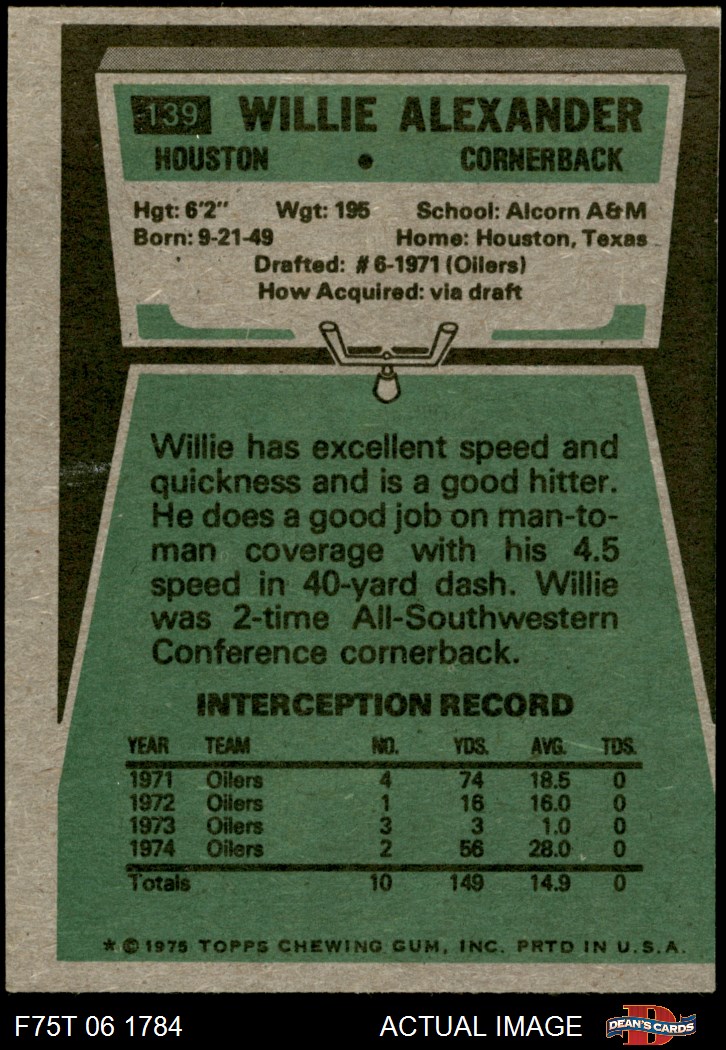 139 WILLIE ALEXANDER
HOUSTON • CORNERBACK
Hgt: 6'2" Wgt: 195 School: Alcorn A&M
Born: 9-21-49 Home: Houston, Texas
Drafted: #6-1971 (Oilers)
How Acquired: via draft
Willie has excellent speed and
quickness and is a good hitter.
He does a good job on man-to-
man coverage with his 4.5
speed in 40-yard dash. Willie
was 2-time All-Southwestern
Conference cornerback.
INTERCEPTION RECORD
YEAR TEAM NO. YDS. AVG. TDS.
1971 Oilers 4 74 18.5 0
1972 Oilers 1 16 16.0 0
1973 Oilers 3 3 1.0 0
1974 Oilers 2 56 28.0 0
Totals 10 149 14.9 0
* © 1975 TOPPS CHEWING GUM, INC. PRTD IN U.S.A.
F75T 06 1784 ACTUAL IMAGE DEAN'S CARDS